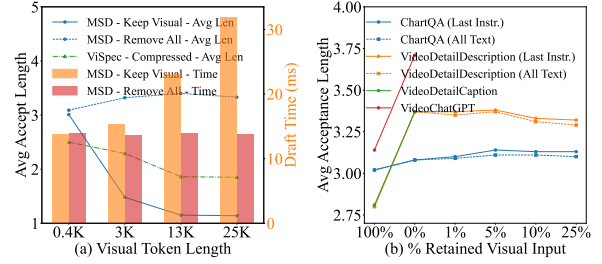 5
4
3
2
1
Avg Accept Length
MSD - Keep Visual - Avg Len
MSD - Remove All - Avg Len
ViSpec - Compressed - Avg Len
MSD - Keep Visual - Time
MSD - Remove All - Time
30
20
10
0
Draft Time (ms)
0.4K 3K 13K 25K
(a) Visual Token Length
4.00
3.75
3.50
3.25
3.00
2.75
Avg Acceptance Length
ChartQA (Last Instr.)
ChartQA (All Text)
VideoDetailDescription (Last Instr.)
VideoDetailDescription (All Text)
VideoDetailCaption
VideoChatGPT
100% 0% 1% 5% 10% 25%
(b) % Retained Visual Input